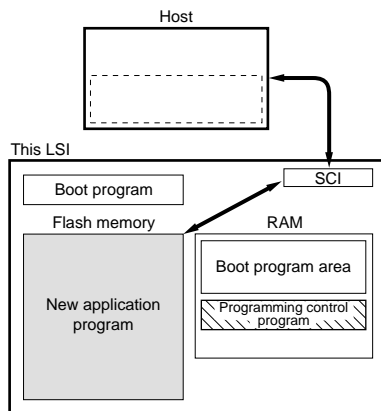 Host
This LSI
SCI
Boot program
Flash memory
RAM
Boot program area
New application
program
Programming control
program